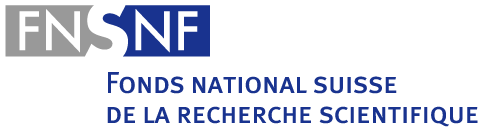 FNSNF
FONDS NATIONAL SUISSE
DE LA RECHERCHE SCIENTIFIQUE